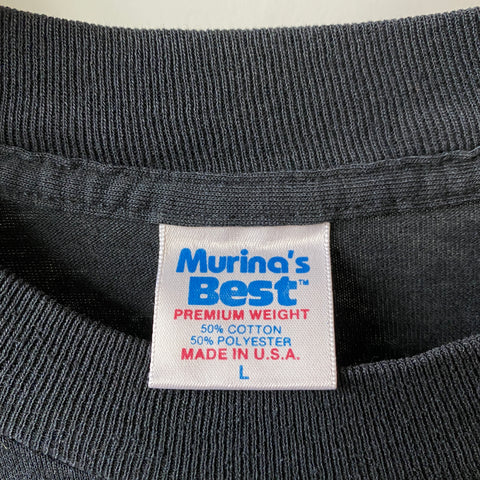 Murina's
Best™
PREMIUM WEIGHT
50% COTTON
50% POLYESTER
MADE IN U.S.A.
L